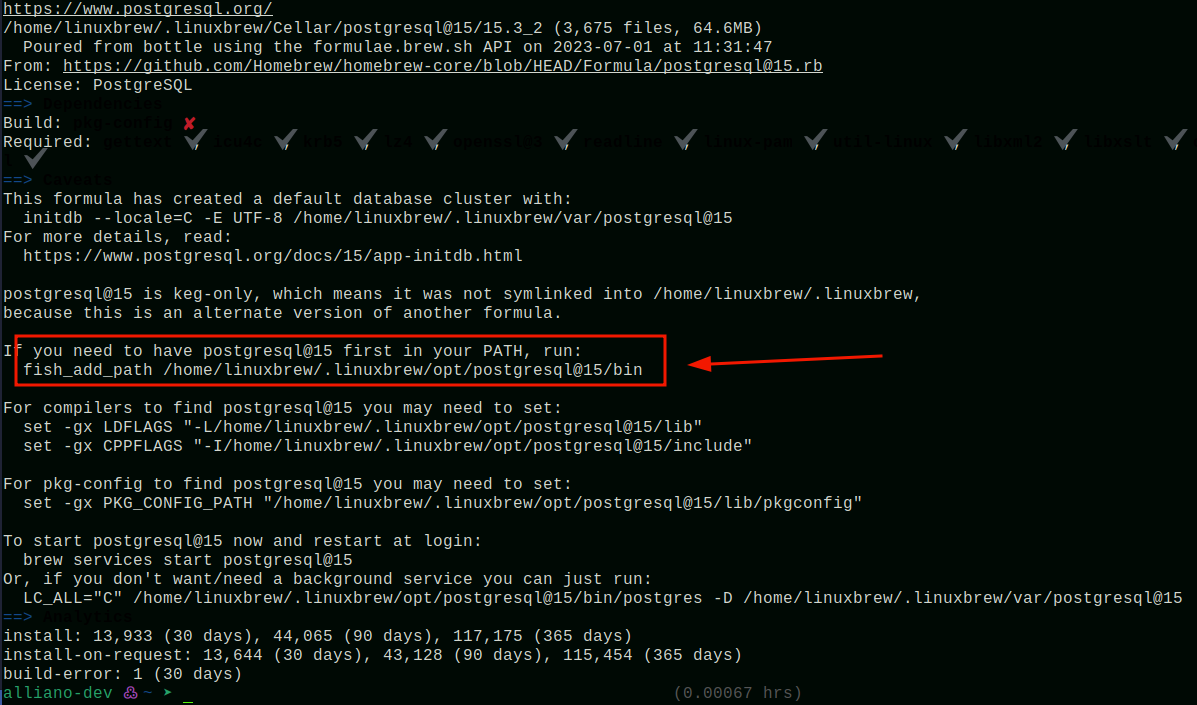 https://www.postgresql.org/
/home/linuxbrew/.linuxbrew/Cellar/postgresql@15/15.3_2 (3,675 files, 64.6MB)
Poured from bottle using the formulae.brew.sh API on 2023-07-01 at 11:31:47
From: https://github.com/Homebrew/homebrew-core/blob/HEAD/Formula/postgresql@15.rb
License: PostgreSQL
==> Dependencies
Build: pkg-config ✘
Required: gettext ✔, icu4c ✔, krb5 ✔, lz4 ✔, openssl@3 ✔, readline ✔, linux-pam ✔, util-linux ✔, libxml2 ✔, libxslt ✔,
✔
==> Caveats
This formula has created a default database cluster with:
initdb --locale=C -E UTF-8 /home/linuxbrew/.linuxbrew/var/postgresql@15
For more details, read:
https://www.postgresql.org/docs/15/app-initdb.html
postgresql@15 is keg-only, which means it was not symlinked into /home/linuxbrew/.linuxbrew,
because this is an alternate version of another formula.
If you need to have postgresql@15 first in your PATH, run:
fish_add_path /home/linuxbrew/.linuxbrew/opt/postgresql@15/bin
For compilers to find postgresql@15 you may need to set:
set -gx LDFLAGS "-L/home/linuxbrew/.linuxbrew/opt/postgresql@15/lib"
set -gx CPPFLAGS "-I/home/linuxbrew/.linuxbrew/opt/postgresql@15/include"
For pkg-config to find postgresql@15 you may need to set:
set -gx PKG_CONFIG_PATH "/home/linuxbrew/.linuxbrew/opt/postgresql@15/lib/pkgconfig"
To start postgresql@15 now and restart at login:
brew services start postgresql@15
Or, if you don't want/need a background service you can just run:
LC_ALL="C" /home/linuxbrew/.linuxbrew/opt/postgresql@15/bin/postgres -D /home/linuxbrew/.linuxbrew/var/postgresql@15
==> Analytics
install: 13,933 (30 days), 44,065 (90 days), 117,175 (365 days)
install-on-request: 13,644 (30 days), 43,128 (90 days), 115,454 (365 days)
build-error: 1 (30 days)
alliano-dev ~ ➤ _ (0.00067 hrs)